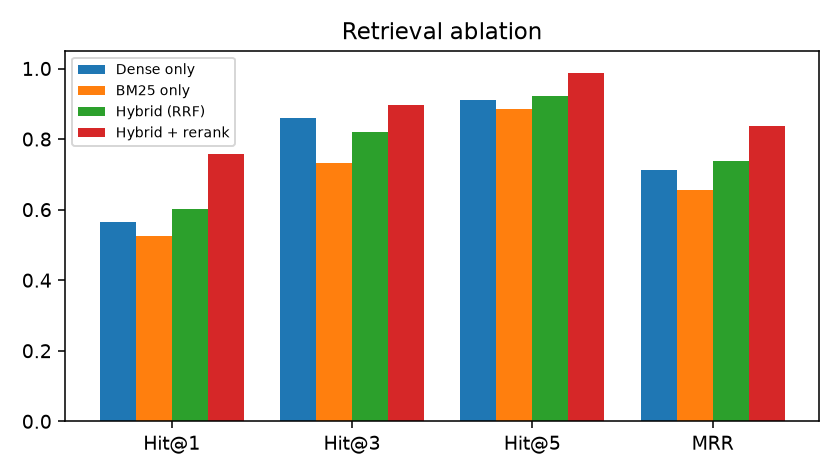 Retrieval ablation
1.0
0.8
0.6
0.4
0.2
0.0
Dense only
BM25 only
Hybrid (RRF)
Hybrid + rerank
Hit@1 Hit@3 Hit@5 MRR